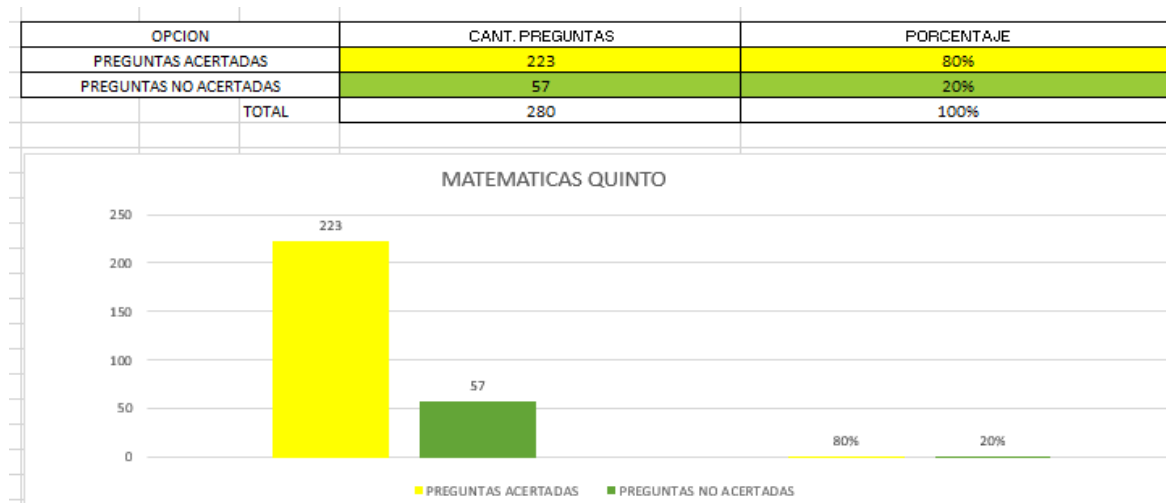 OPCION CANT. PREGUNTAS PORCENTAJE
PREGUNTAS ACERTADAS 223 80%
PREGUNTAS NO ACERTADAS 57 20%
TOTAL 280 100%
MATEMATICAS QUINTO
250
223
200
150
100
57
50
80% 20%
0
PREGUNTAS ACERTADAS PREGUNTAS NO ACERTADAS